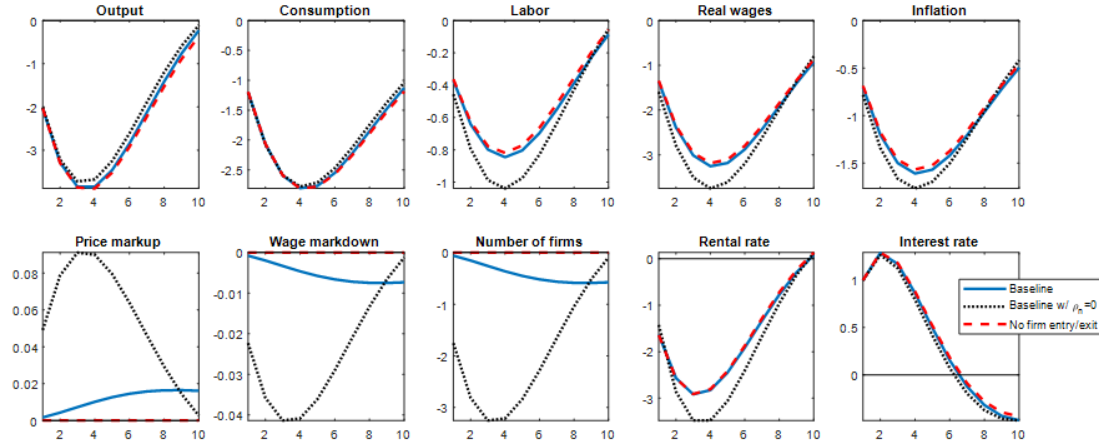 Output Consumption Labor Real wages Inflation
0 0 0 0 0
-1 -0.5 -0.2 -1 -0.5
-2 -1 -0.4 -2 -1
-3 -1.5 -0.6 -3 -1.5
-2 -0.8
-2.5 -1
2 4 6 8 10 2 4 6 8 10 2 4 6 8 10 2 4 6 8 10 2 4 6 8 10
Price markup Wage markdown Number of firms Rental rate Interest rate
0.08 0 0 0 1
0.06 -0.01 -1 -1 0.5
0.04 -0.02 -2 -2 0
0.02 -0.03 -3 -3
0 -0.04
2 4 6 8 10 2 4 6 8 10 2 4 6 8 10 2 4 6 8 10 2 4 6 8 10
Baseline
Baseline w/ ρn=0
No firm entry/exit